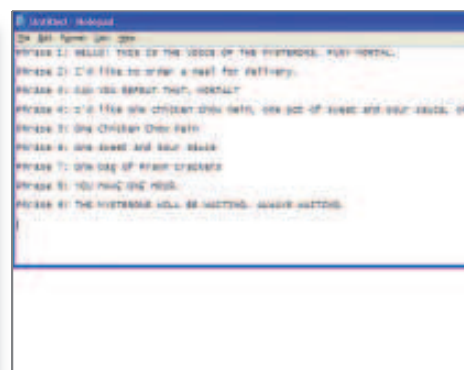 Untitled - Notepad
File Edit Format View Help
Phrase 1: HELLO! THIS IS THE VOICE OF THE MYSTERONS, PUNY MORTAL.
Phrase 2: I'd like to order a meal for delivery.
Phrase 3: CAN YOU REPEAT THAT, MORTAL?
Phrase 4: I'd like one chicken chow mein, one pot of sweet and sour sauce,
Phrase 5: One Chicken Chow Mein
Phrase 6: One sweet and sour sauce
Phrase 7: One bag of Prawn Crackers
Phrase 8: YOU HAVE ONE HOUR.
Phrase 9: THE MYSTERONS WILL BE WAITING. ALWAYS WAITING.